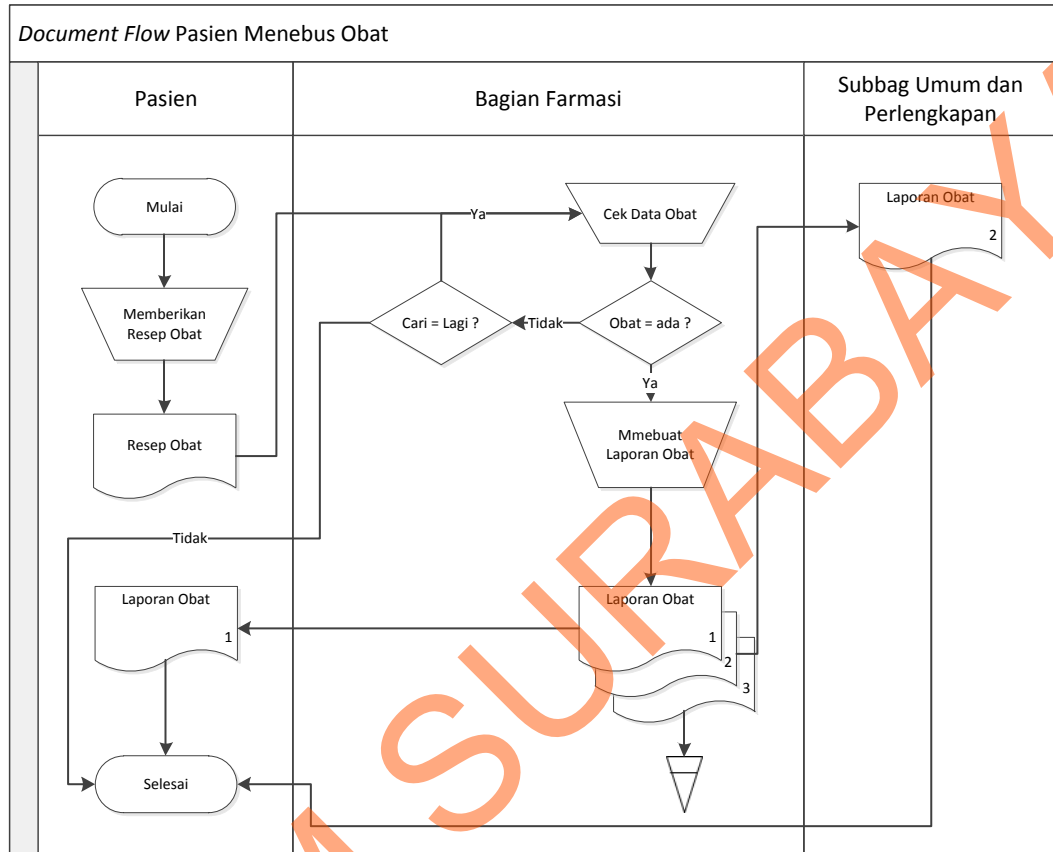 Document Flow Pasien Menebus Obat
Pasien
Bagian Farmasi
Subbag Umum dan
Perlengkapan
Mulai
Ya
Cek Data Obat
Laporan Obat
2
Memberikan
Resep Obat
Cari = Lagi ?
Tidak
Obat = ada ?
Ya
Resep Obat
Mmebuat
Laporan Obat
Tidak
Laporan Obat
1
Laporan Obat
1
2
3
Selesai
M SURABAY